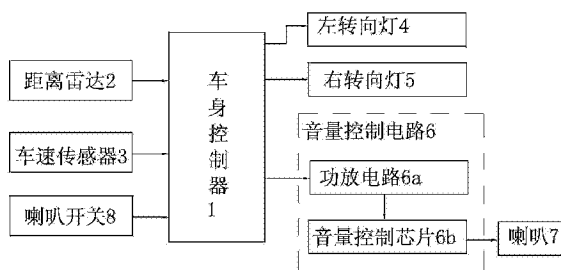 左转向灯4
距离雷达2
右转向灯5
车身控制器1
音量控制电路6
车速传感器3
功放电路6a
喇叭开关8
音量控制芯片6b
喇叭7